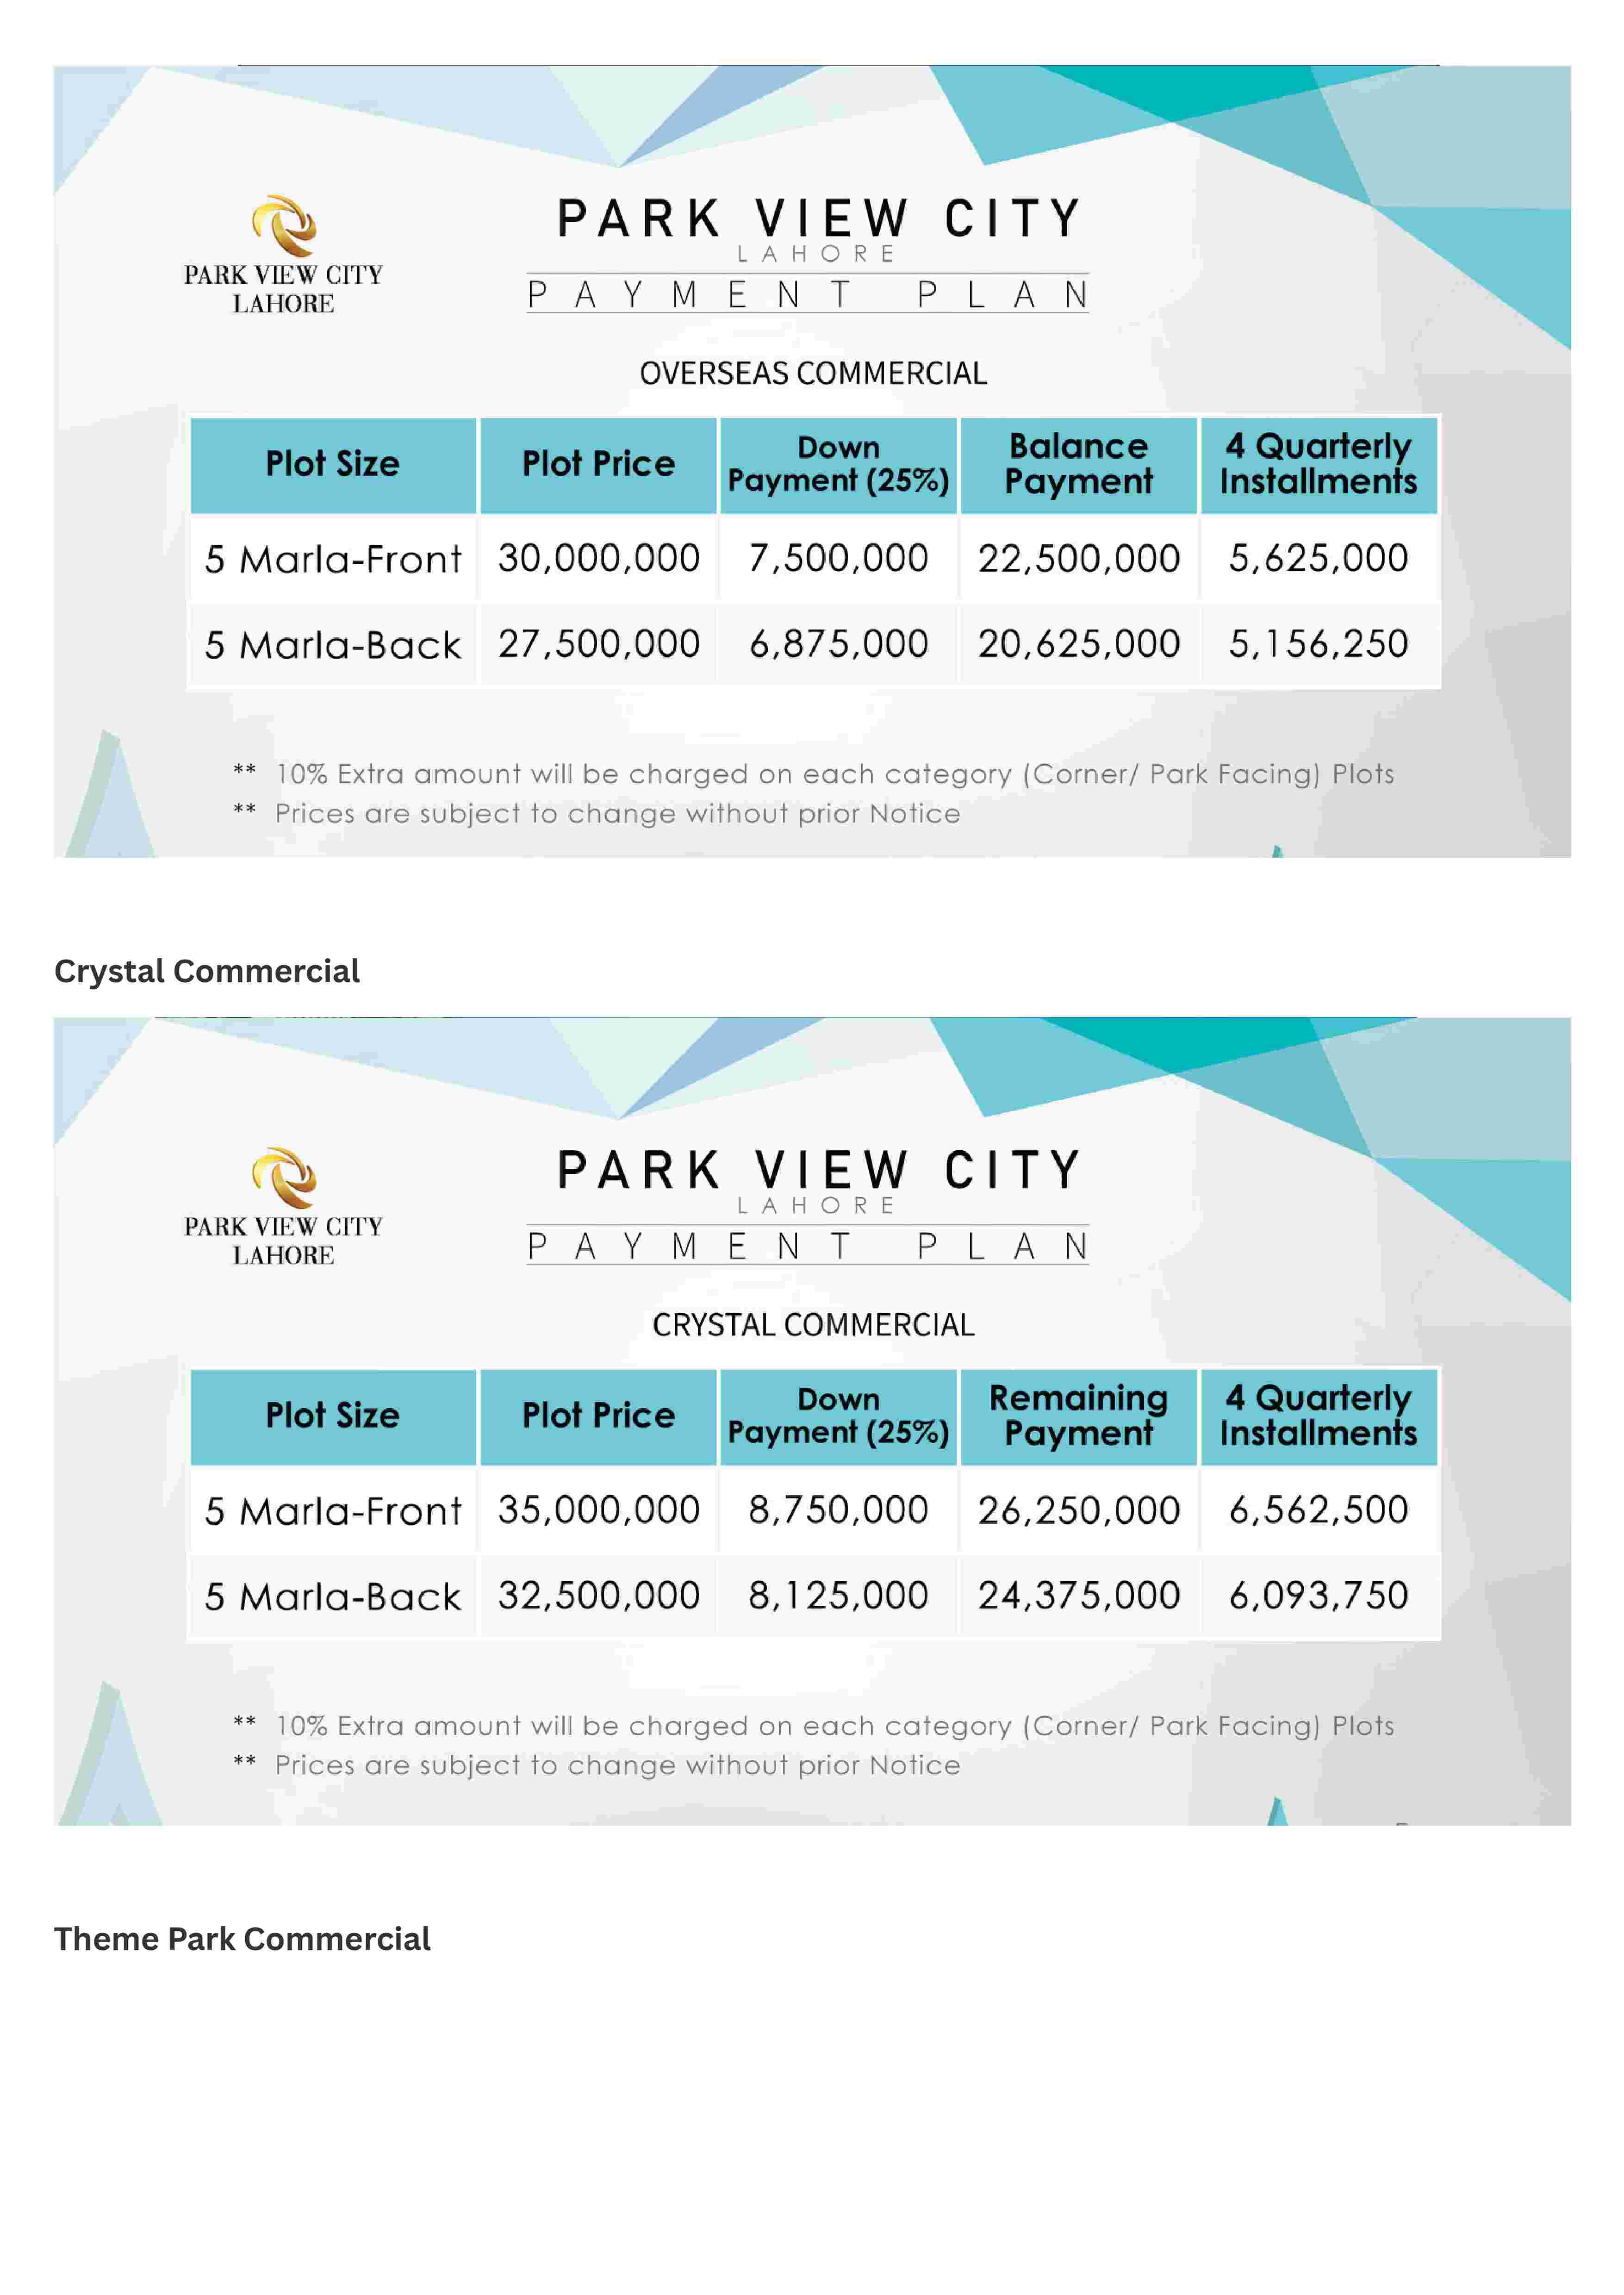 PARK VIEW CITY
LAHORE
PARK VIEW CITY
LAHORE
PAYMENT PLAN
OVERSEAS COMMERCIAL
Plot Size Plot Price Down Payment (25%) Balance Payment 4 Quarterly Installments
5 Marla-Front 30,000,000 7,500,000 22,500,000 5,625,000
5 Marla-Back 27,500,000 6,875,000 20,625,000 5,156,250
** 10% Extra amount will be charged on each category (Corner/ Park Facing) Plots
** Prices are subject to change without prior Notice
Crystal Commercial
PARK VIEW CITY
LAHORE
PARK VIEW CITY
LAHORE
PAYMENT PLAN
CRYSTAL COMMERCIAL
Plot Size Plot Price Down Payment (25%) Remaining Payment 4 Quarterly Installments
5 Marla-Front 35,000,000 8,750,000 26,250,000 6,562,500
5 Marla-Back 32,500,000 8,125,000 24,375,000 6,093,750
** 10% Extra amount will be charged on each category (Corner/ Park Facing) Plots
** Prices are subject to change without prior Notice
Theme Park Commercial